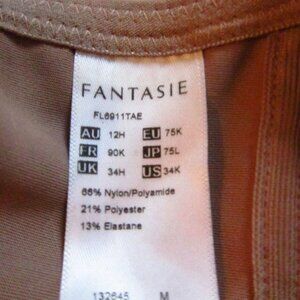 FANTASIE
FL6911TAE
AU 12H EU 75K
FR 90K JP 75L
UK 34H US 34K
66% Nylon/Polyamide
21% Polyester
13% Elastane
132645 M